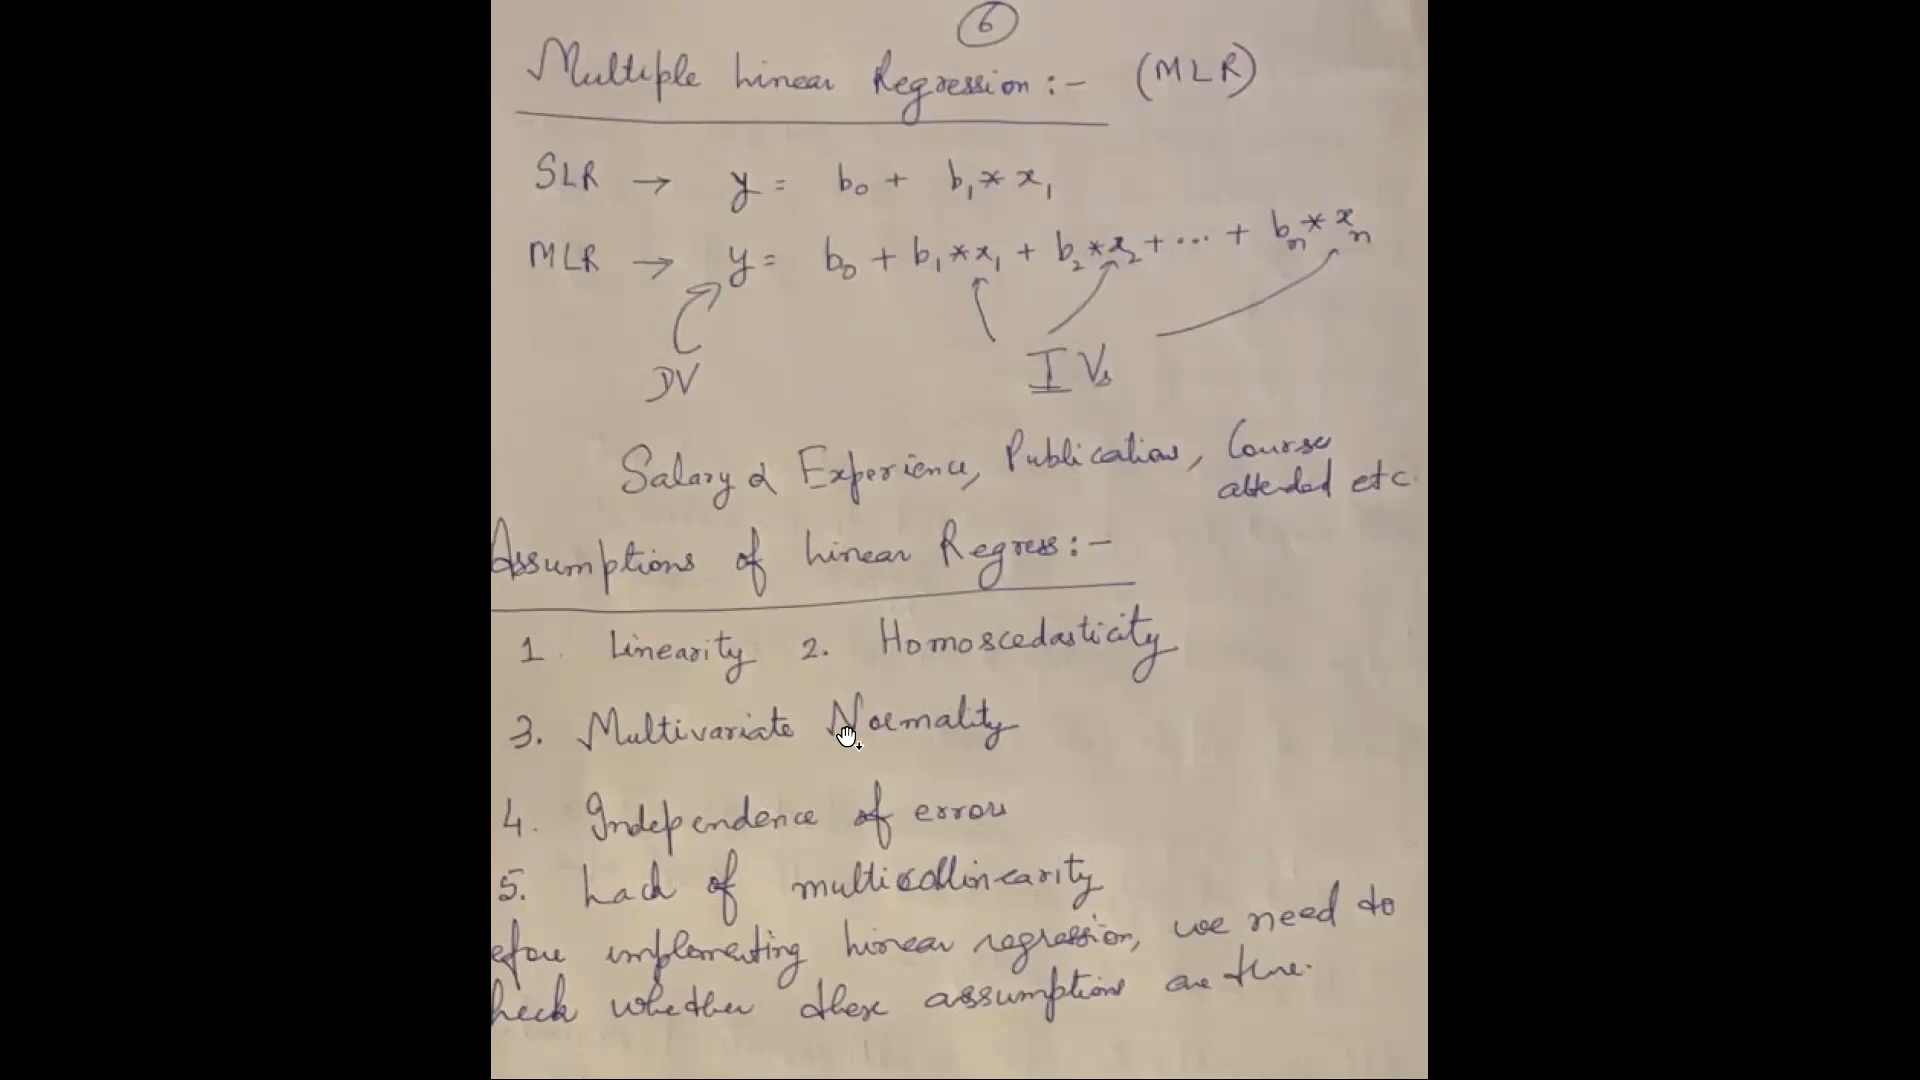 6
Multiple Linear Regression :- (MLR)
SLR → y = b₀ + b₁ * x₁
MLR → y = b₀ + b₁ * x₁ + b₂ * x₂ + ... + bₙ * xₙ
DV IVs
Salary α Experience, Publication, Course
attended etc.
Assumptions of Linear Regress :-
1. Linearity 2. Homoscedasticity
3. Multivariate Normality
4. Independence of errors
5. Lack of multicollinearity
efore implementing linear regression, we need to
heck whether these assumptions are true.